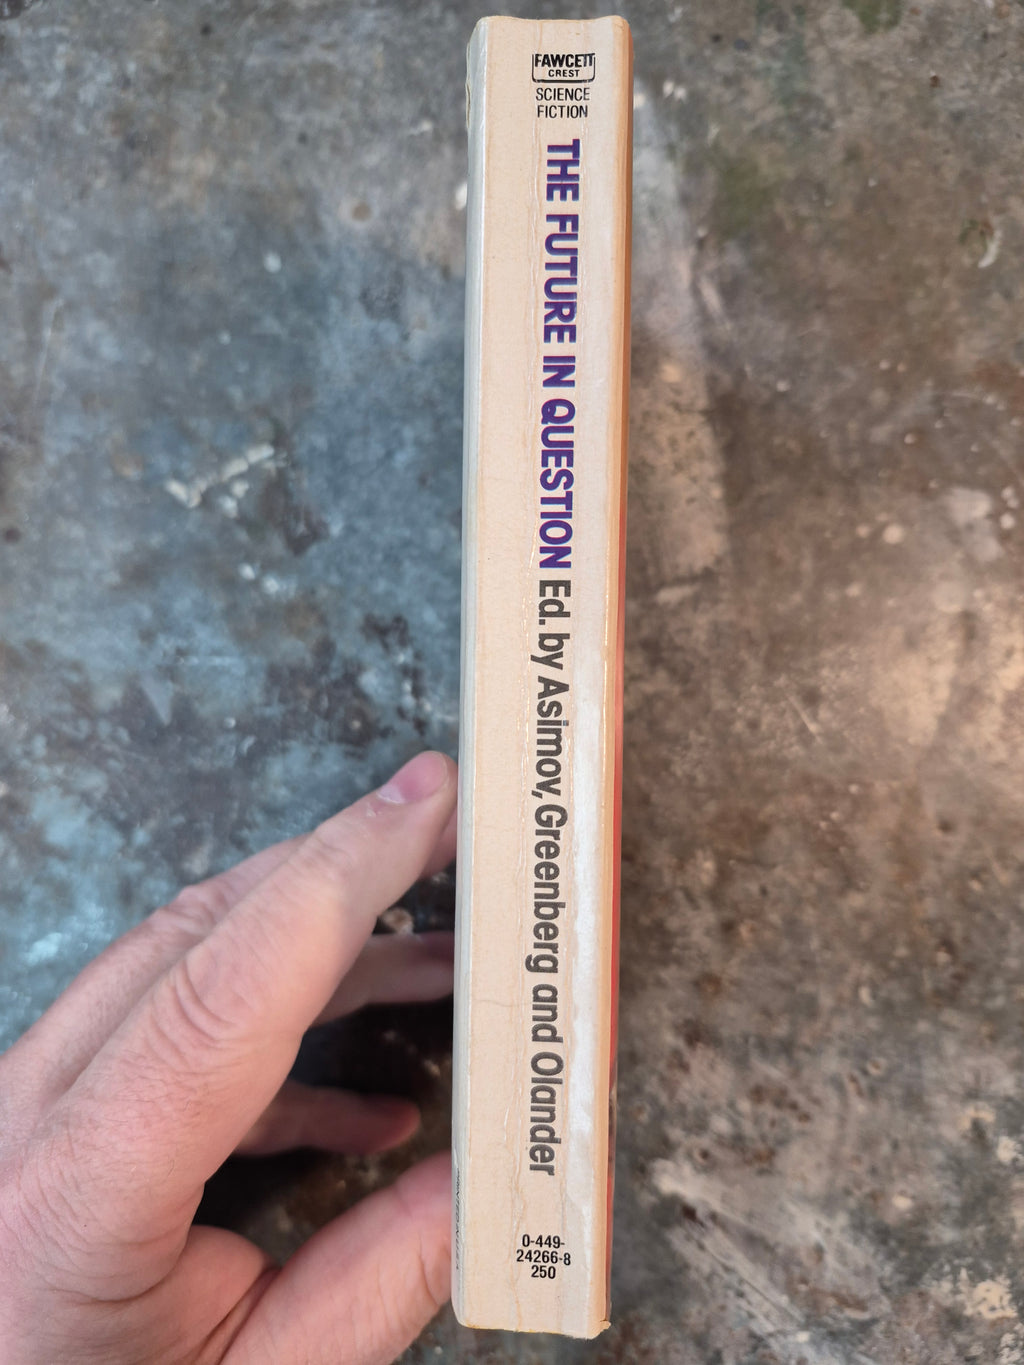 FAWCETT
CREST
SCIENCE
FICTION
THE FUTURE IN QUESTION Ed. by Asimov, Greenberg and Olander
0-449-
24266-8
250